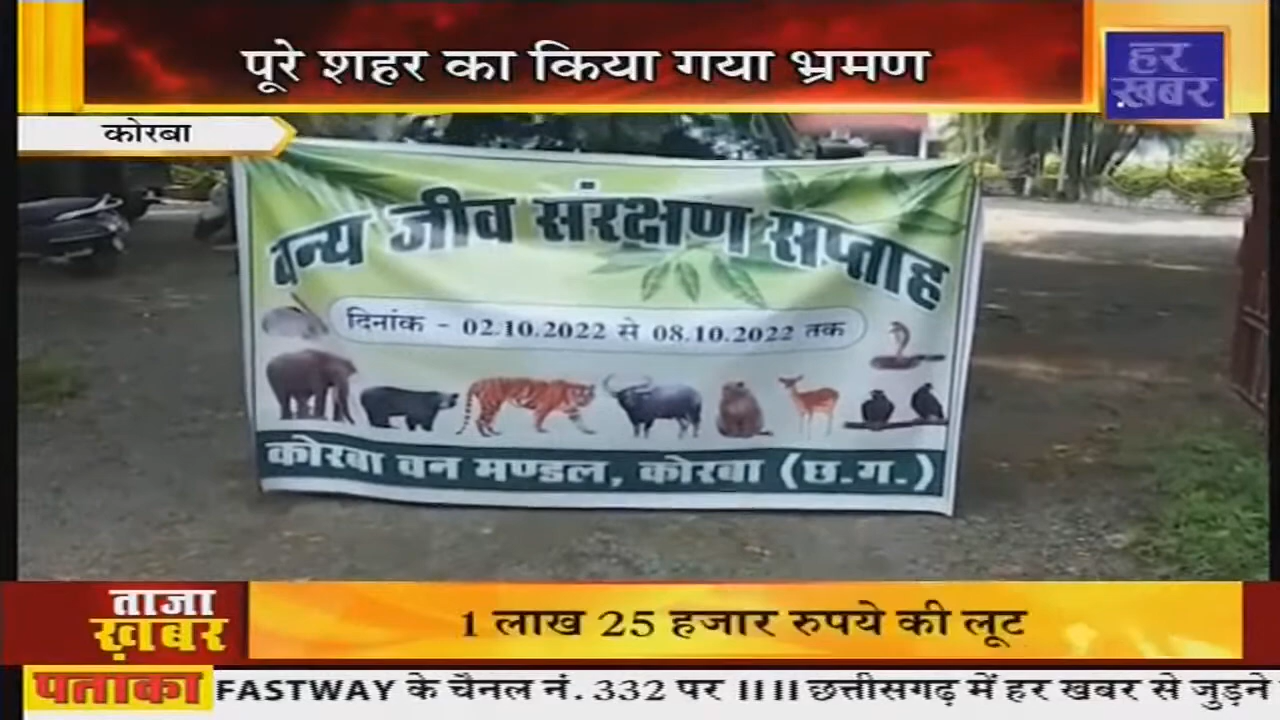 पूरे शहर का किया गया भ्रमण
हर
ख़बर
कोरबा
वन्य जीव संरक्षण सप्ताह
दिनांक - 02.10.2022 से 08.10.2022 तक
कोरबा वन मण्डल, कोरबा (छ.ग.)
ताजा
ख़बर
1 लाख 25 हजार रुपये की लूट
पताका
FASTWAY के चैनल नं. 332 पर ।।।। छत्तीसगढ़ में हर खबर से जुड़ने